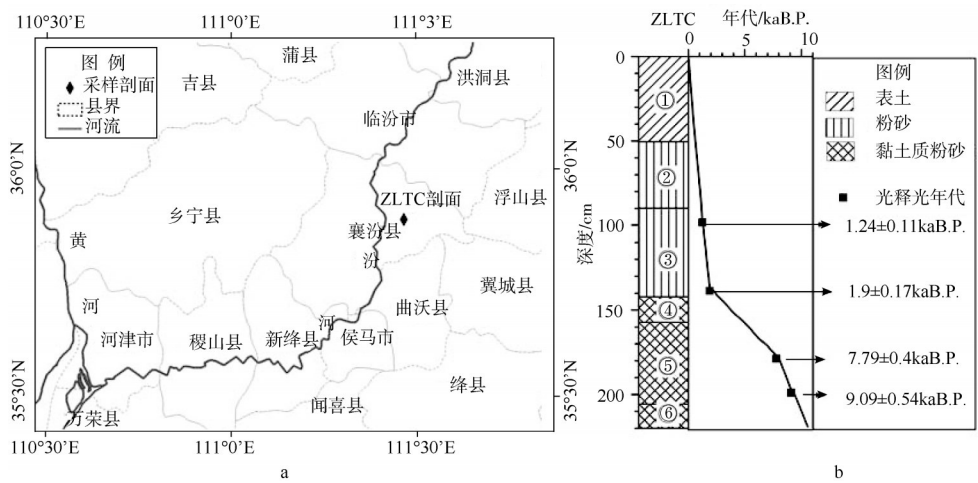 110°30′E
111°0′E
111°3′E
图 例
采样剖面
县界
河流
蒲县
吉县
洪洞县
临汾市
36°0′N
36°0′N
ZLTC剖面
浮山县
乡宁县
襄汾县
汾
黄
翼城县
曲沃县
河
河津市
稷山县
新绛县
河
侯马市
绛县
35°30′N
35°30′N
闻喜县
万荣县
110°30′E
111°0′E
111°30′E
a
ZLTC
年代/kaB.P.
0
5
10
深度/cm
0
50
100
150
200
①
②
③
④
⑤
⑥
图例
表土
粉砂
黏土质粉砂
光释光年代
1.24±0.11kaB.P.
1.9±0.17kaB.P.
7.79±0.4kaB.P.
9.09±0.54kaB.P.
b